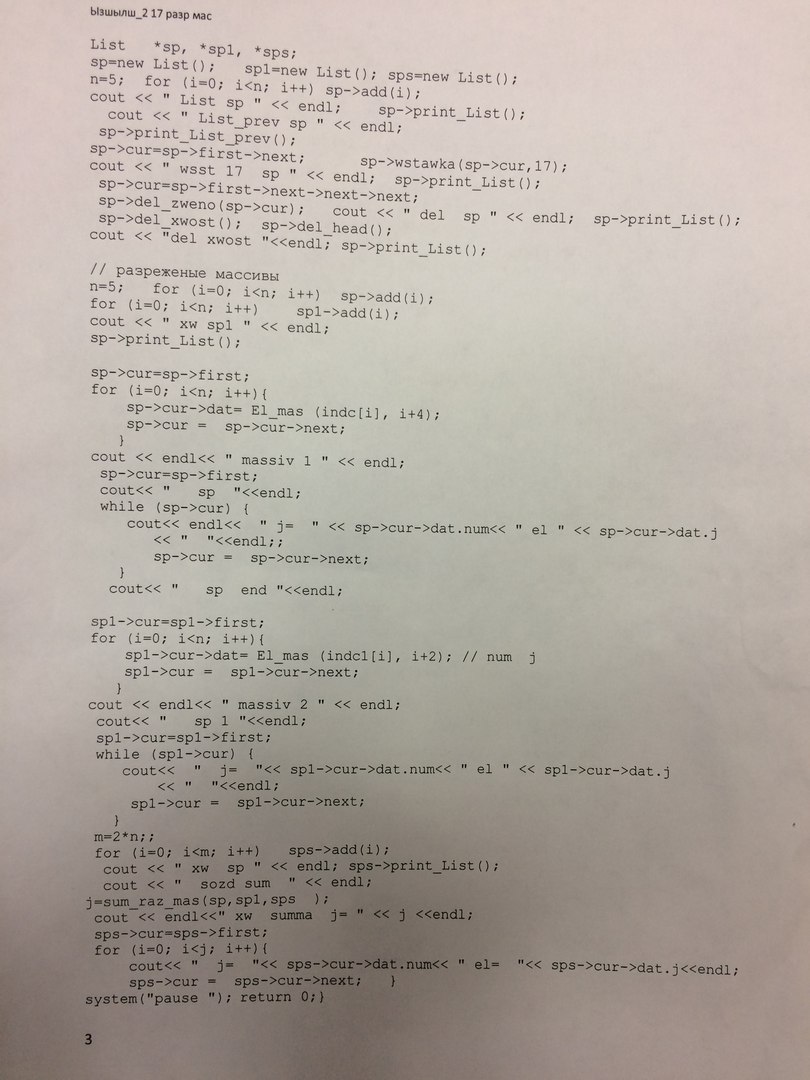 Ызшылш_2 17 разр мас
List   *sp, *sp1, *sps;
sp=new List();   sp1=new List(); sps=new List();
n=5;  for (i=0; i<n; i++) sp->add(i);
cout << " List sp " << endl;    sp->print_List();
cout << " List_prev sp " << endl;
sp->print_List_prev();
sp->cur=sp->first->next;      sp->wstawka(sp->cur,17);
cout << " wsst 17  sp " << endl;  sp->print_List();
sp->cur=sp->first->next->next->next;
sp->del_zweno(sp->cur);   cout << " del  sp " << endl;  sp->print_List();
sp->del_xwost();  sp->del_head();
cout << "del xwost "<<endl; sp->print_List();
// разреженые массивы
n=5;   for (i=0; i<n; i++)  sp->add(i);
for (i=0; i<n; i++)    sp1->add(i);
cout << " xw sp1 " << endl;
sp->print_List();
sp->cur=sp->first;
for (i=0; i<n; i++){
sp->cur->dat= El_mas (indc[i], i+4);
sp->cur =  sp->cur->next;
}
cout << endl<< " massiv 1 " << endl;
sp->cur=sp->first;
cout<< "   sp  "<<endl;
while (sp->cur) {
cout<< endl<<  " j=  " << sp->cur->dat.num<< " el " << sp->cur->dat.j
<< "  "<<endl;;
sp->cur =  sp->cur->next;
}
cout<< "   sp  end "<<endl;
sp1->cur=sp1->first;
for (i=0; i<n; i++){
sp1->cur->dat= El_mas (indc1[i], i+2); // num  j
sp1->cur =  sp1->cur->next;
}
cout << endl<< " massiv 2 " << endl;
cout<< "   sp 1 "<<endl;
sp1->cur=sp1->first;
while (sp1->cur) {
cout<<  "  j=  "<< sp1->cur->dat.num<< " el " << sp1->cur->dat.j
<< "  "<<endl;
sp1->cur =  sp1->cur->next;
}
m=2*n;;
for (i=0; i<m; i++)   sps->add(i);
cout << " xw  sp " << endl; sps->print_List();
cout << "  sozd sum  " << endl;
j=sum_raz_mas(sp,sp1,sps  );
cout << endl<<" xw  summa  j= " << j <<endl;
sps->cur=sps->first;
for (i=0; i<j; i++){
cout<< "  j=  "<< sps->cur->dat.num<< " el=  "<< sps->cur->dat.j<<endl;
sps->cur =  sps->cur->next;   }
system("pause "); return 0;}
3